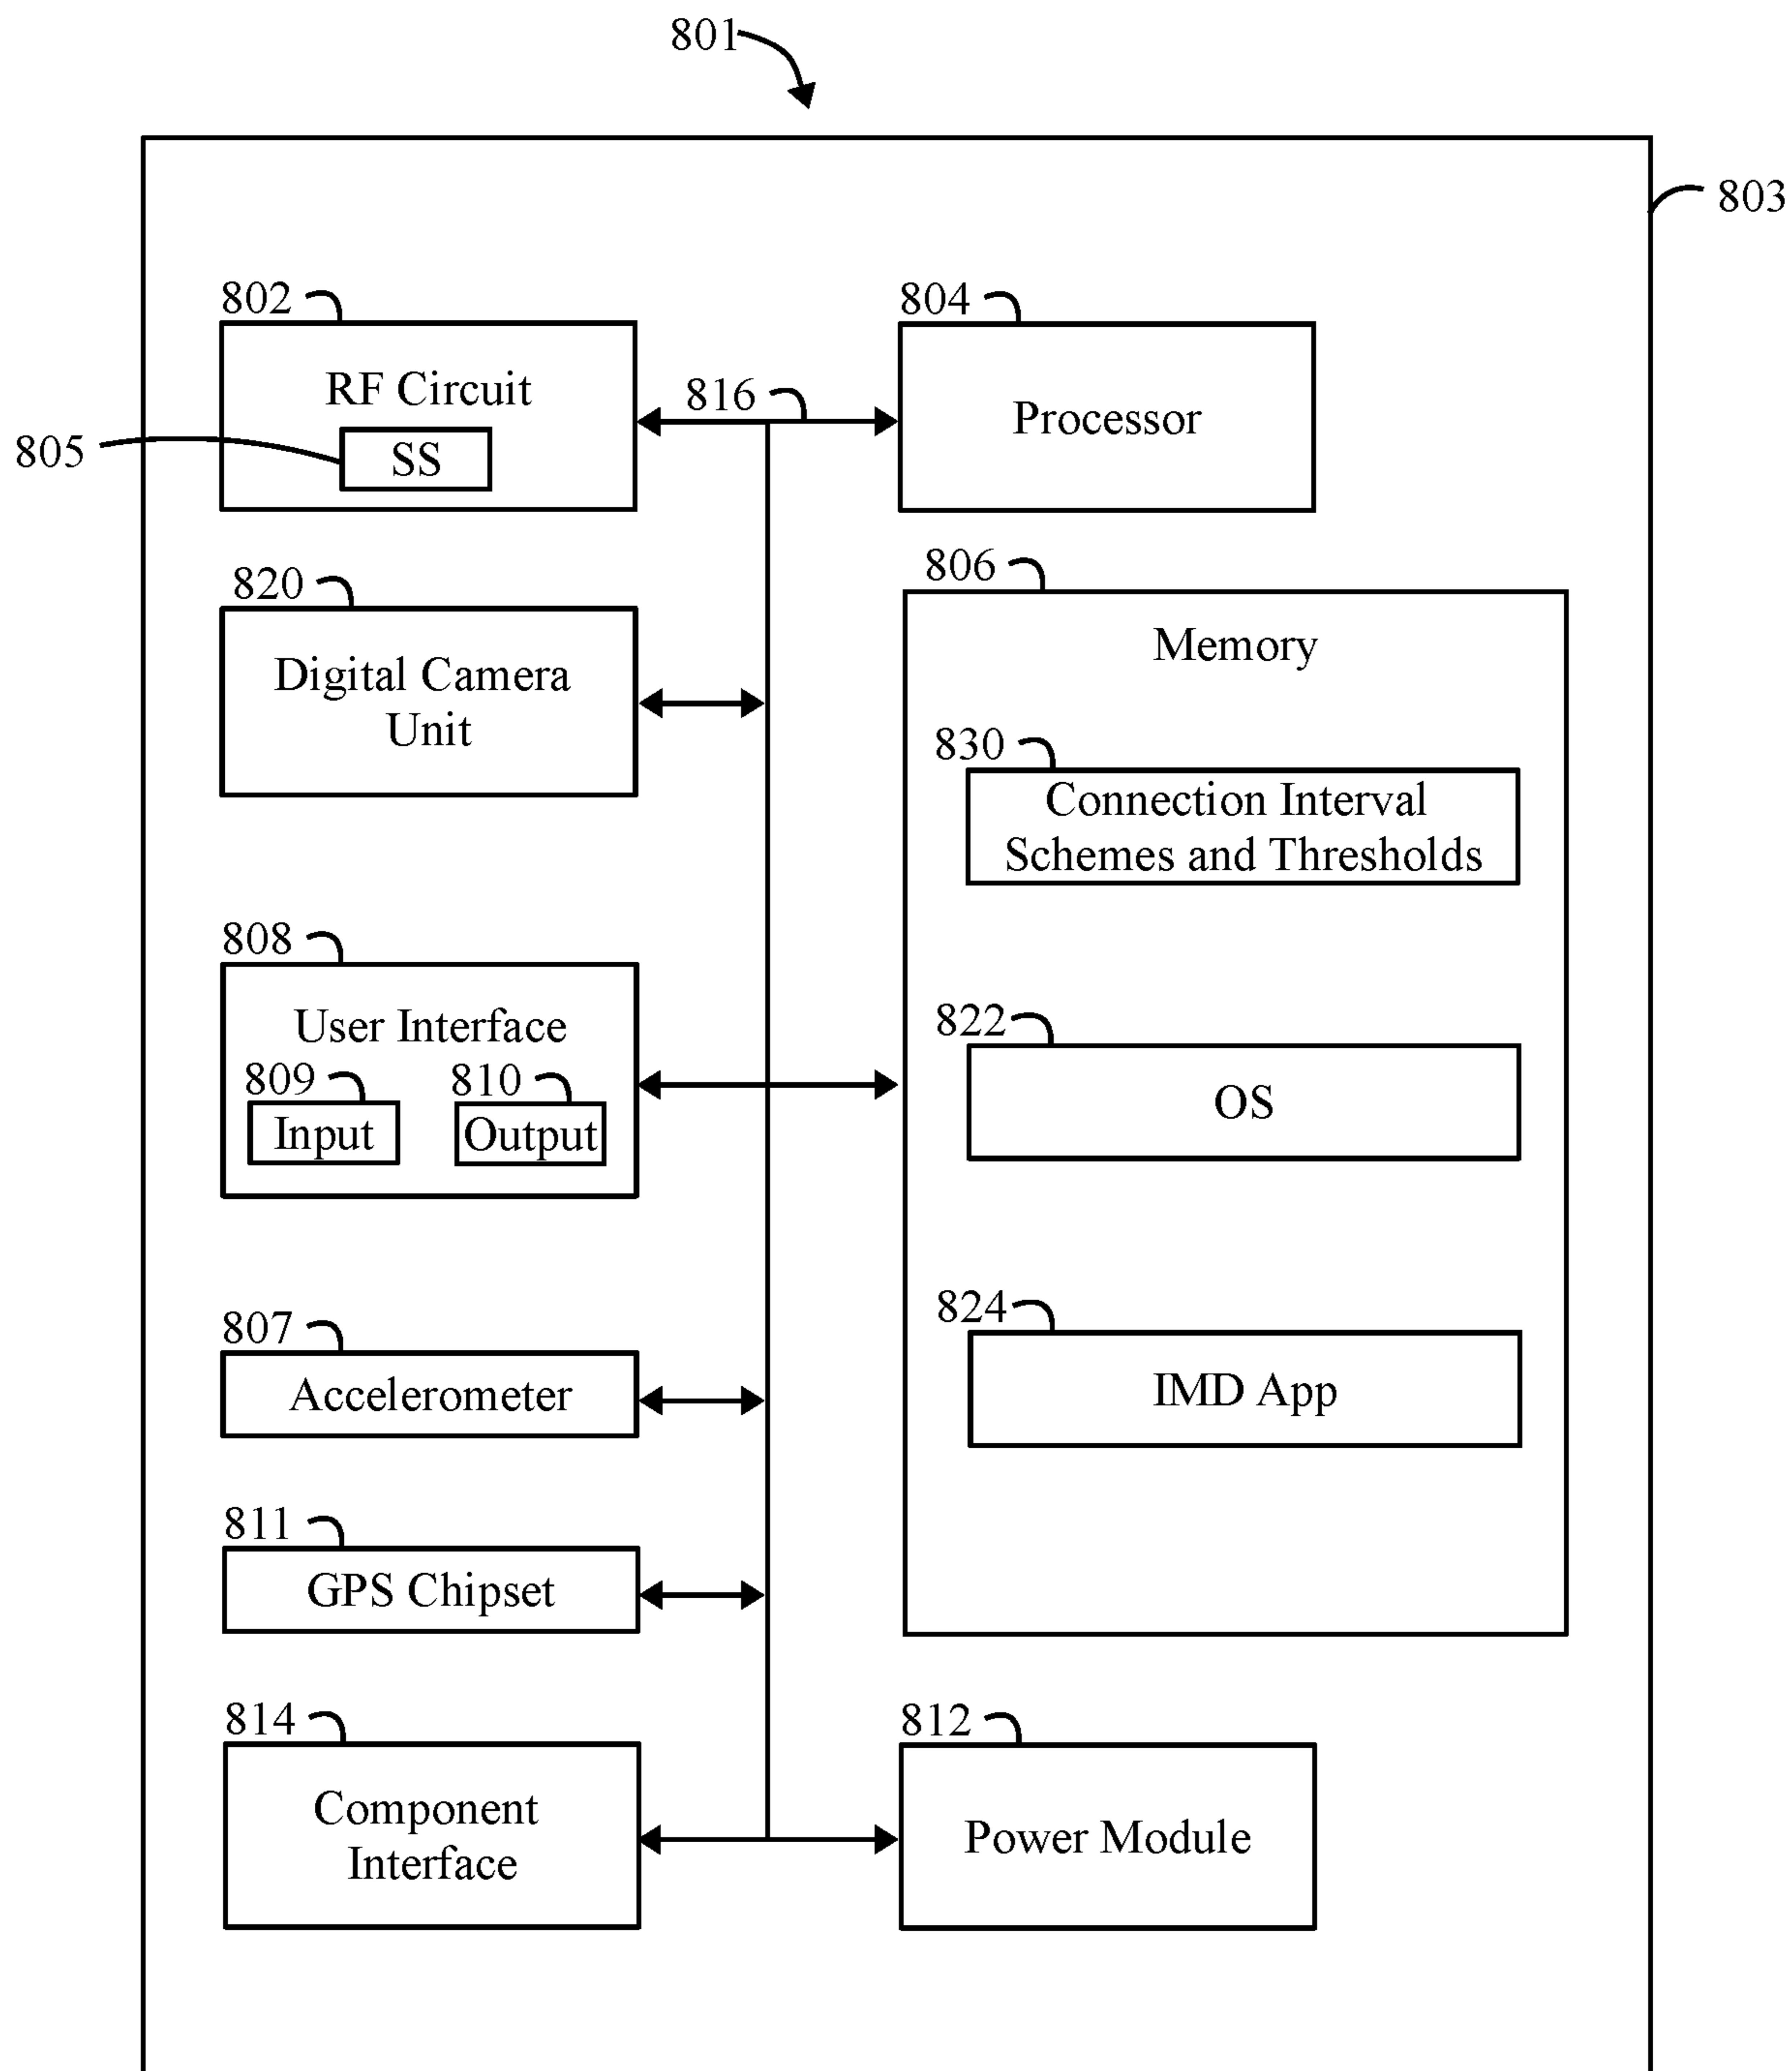 801
803
802
RF Circuit
805
SS
816
804
Processor
820
Digital Camera
Unit
806
Memory
830
Connection Interval
Schemes and Thresholds
808
User Interface
809
Input
810
Output
822
OS
807
Accelerometer
824
IMD App
811
GPS Chipset
814
Component
Interface
812
Power Module